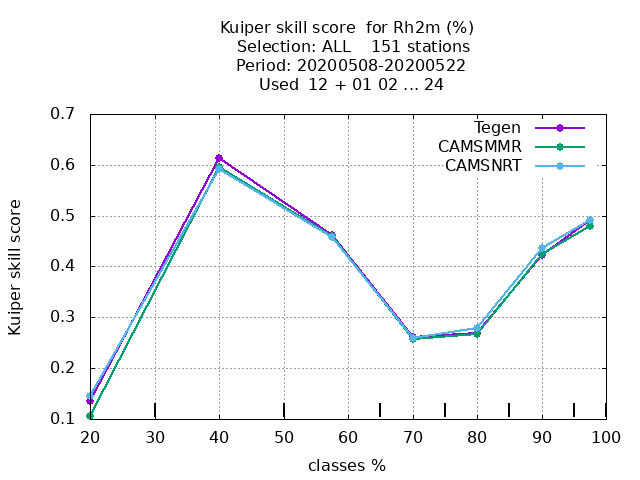 Kuiper skill score  for Rh2m (%)
Selection: ALL    151 stations
Period: 20200508-20200522
Used  12 + 01 02 ... 24
Tegen
CAMSMMR
CAMSNRT
0.7
0.6
0.5
0.4
0.3
0.2
0.1
Kuiper skill score
20 30 40 50 60 70 80 90 100
classes %